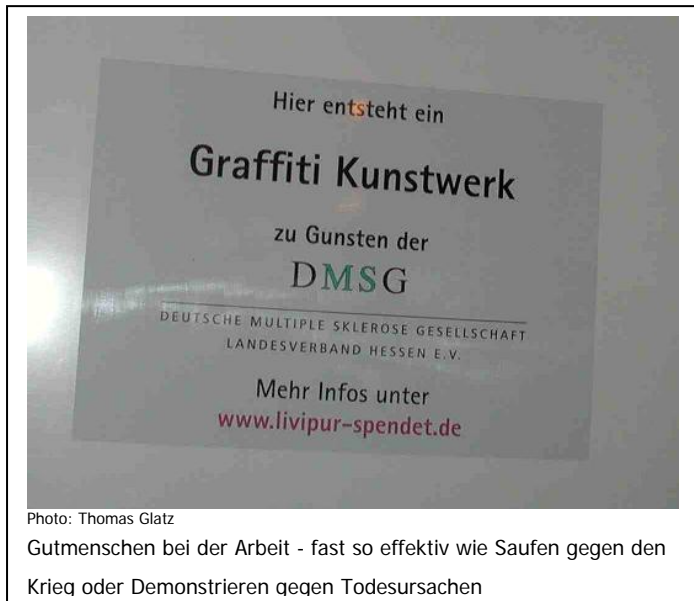 Hier entsteht ein
Graffiti Kunstwerk
zu Gunsten der
DMSG
DEUTSCHE MULTIPLE SKLEROSE GESELLSCHAFT
LANDESVERBAND HESSEN E.V.
Mehr Infos unter
www.livipur-spendet.de
Photo: Thomas Glatz
Gutmenschen bei der Arbeit - fast so effektiv wie Saufen gegen den
Krieg oder Demonstrieren gegen Todesursachen